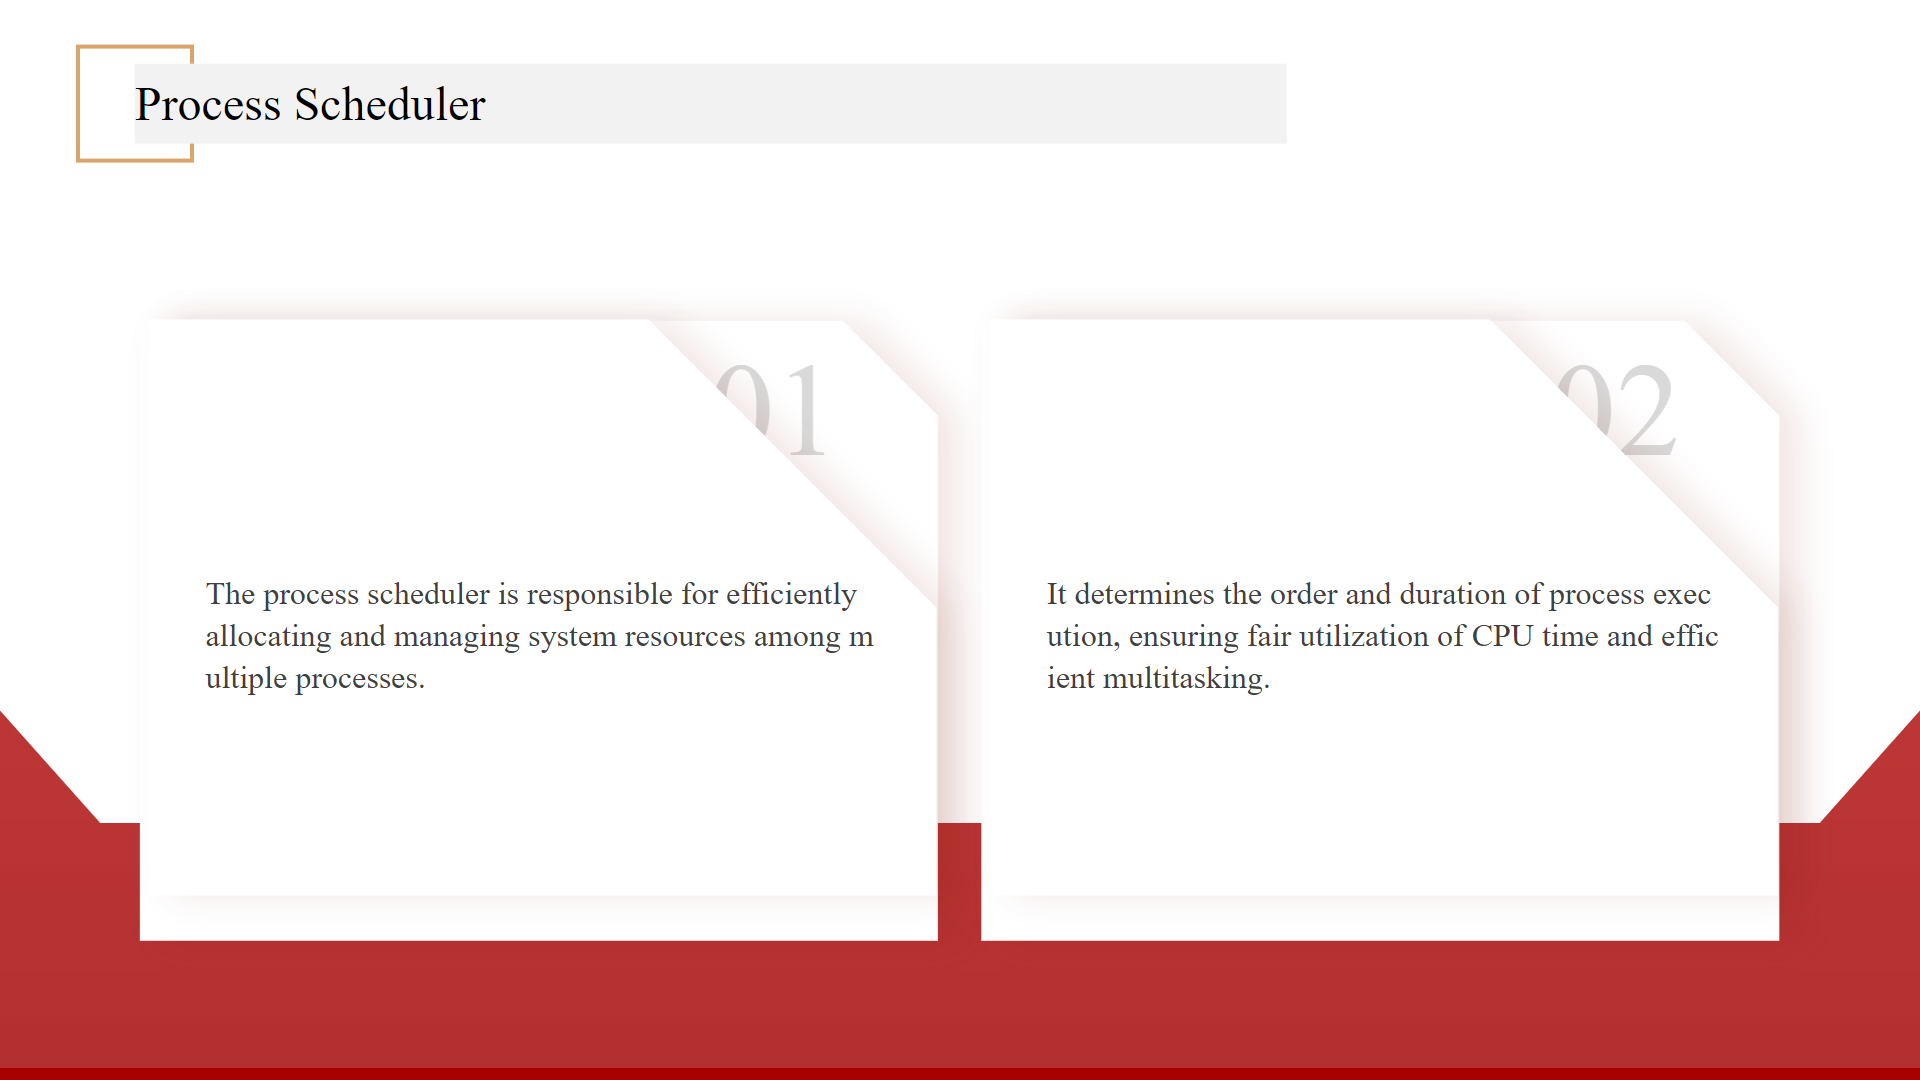 Process Scheduler
01
The process scheduler is responsible for efficiently
allocating and managing system resources among m
ultiple processes.
02
It determines the order and duration of process exec
ution, ensuring fair utilization of CPU time and effic
ient multitasking.